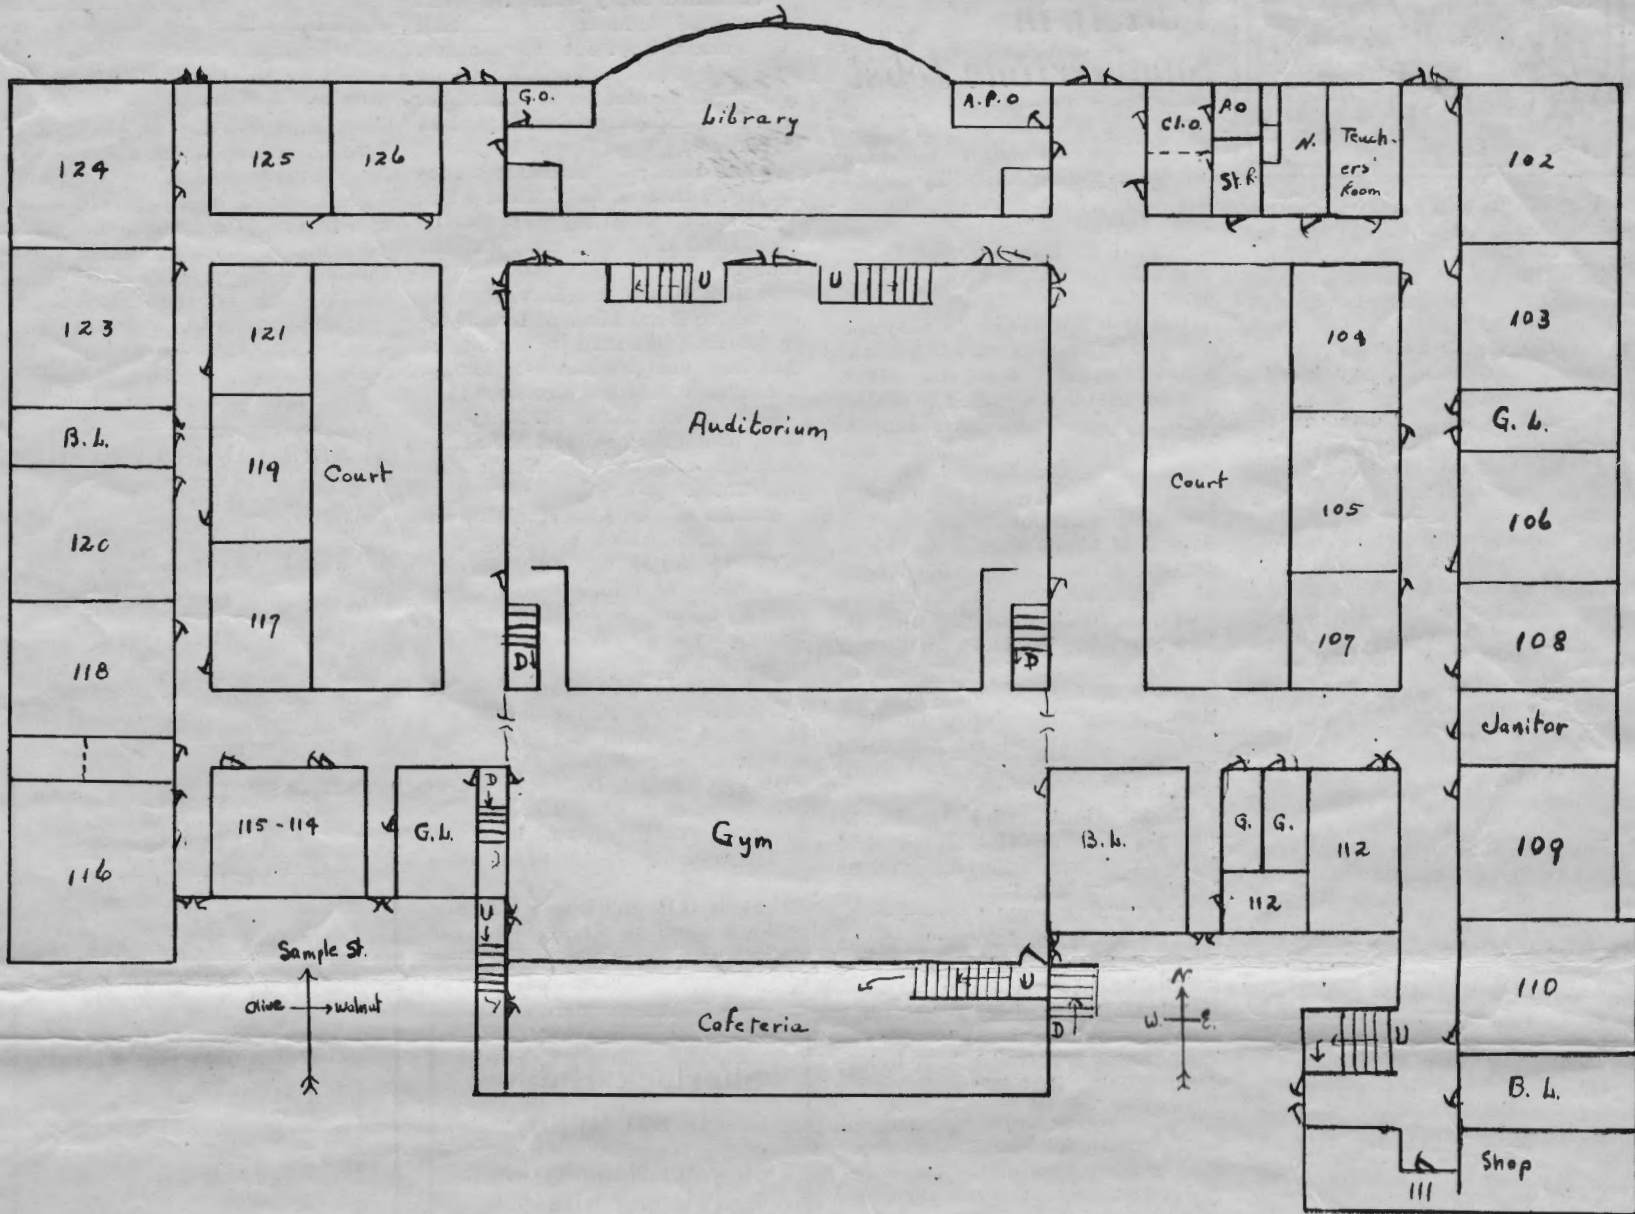 G.O.
Library
A.P.O
124
125
126
Cl.o.
A.O
N.
Teach-
ers'
Room
St. R.
102
U
U
123
121
104
103
B.L.
Auditorium
G.L.
119
Court
Court
105
106
120
117
107
108
118
D
D
Janitor
115-114
G.L.
D
Gym
B.L.
G.
G.
112
109
116
112
U
Sample St.
Olive
walnut
Cafeteria
U
D
N
W.
E.
110
U
B.L.
Shop
111